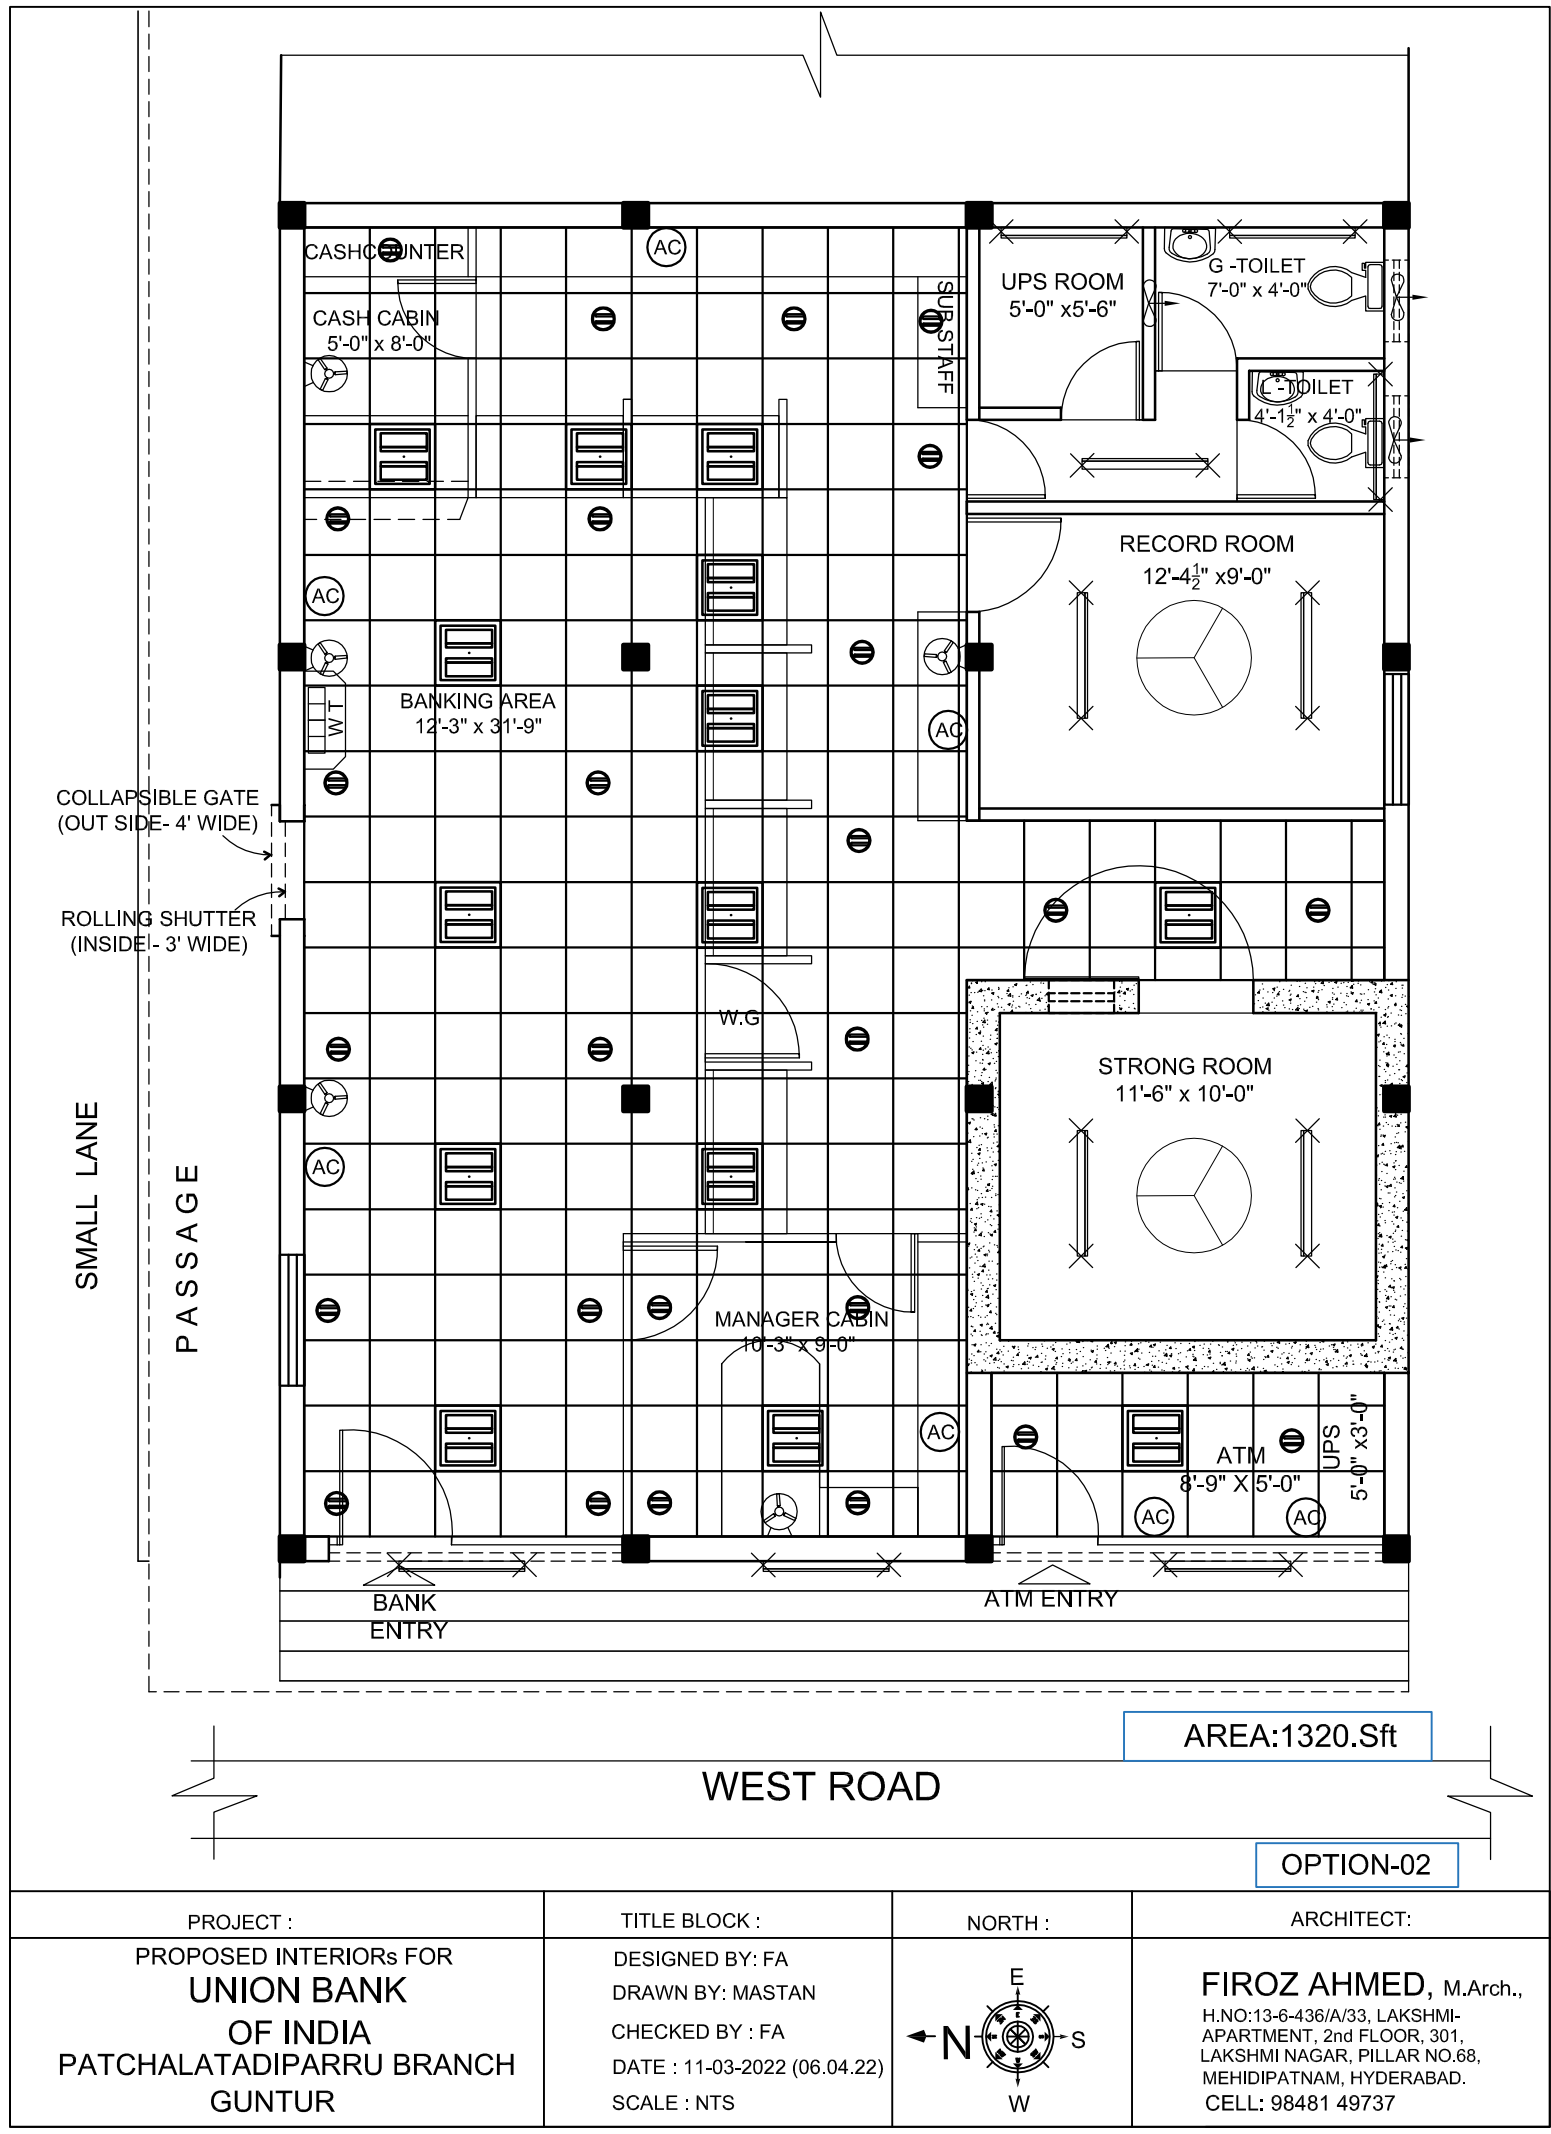 CASHCOUNTER
AC
CASH CABIN
5'-0" x 8'-0"
SUB STAFF
UPS ROOM
5'-0" x5'-6"
G -TOILET
7'-0" x 4'-0"
L -TOILET
4'-1½" x 4'-0"
RECORD ROOM
12'-4½" x9'-0"
AC
BANKING AREA
12'-3" x 31'-9"
W T
AC
COLLAPSIBLE GATE
(OUT SIDE- 4' WIDE)
ROLLING SHUTTER
(INSIDE - 3' WIDE)
W.G
STRONG ROOM
11'-6" x 10'-0"
AC
SMALL LANE
PASSAGE
MANAGER CABIN
10'-3" x 9'-0"
AC
ATM
8'-9" X 5'-0"
UPS
5'-0" x3'-0"
AC
AC
BANK
ENTRY
ATM ENTRY
AREA:1320.Sft
WEST ROAD
OPTION-02
PROJECT :
PROPOSED INTERIORs FOR
UNION BANK
OF INDIA
PATCHALATADIPARRU BRANCH
GUNTUR
TITLE BLOCK :
DESIGNED BY: FA
DRAWN BY: MASTAN
CHECKED BY : FA
DATE : 11-03-2022 (06.04.22)
SCALE : NTS
NORTH :
E
N
S
W
ARCHITECT:
FIROZ AHMED, M.Arch.,
H.NO:13-6-436/A/33, LAKSHMI-
APARTMENT, 2nd FLOOR, 301,
LAKSHMI NAGAR, PILLAR NO.68,
MEHIDIPATNAM, HYDERABAD.
CELL: 98481 49737